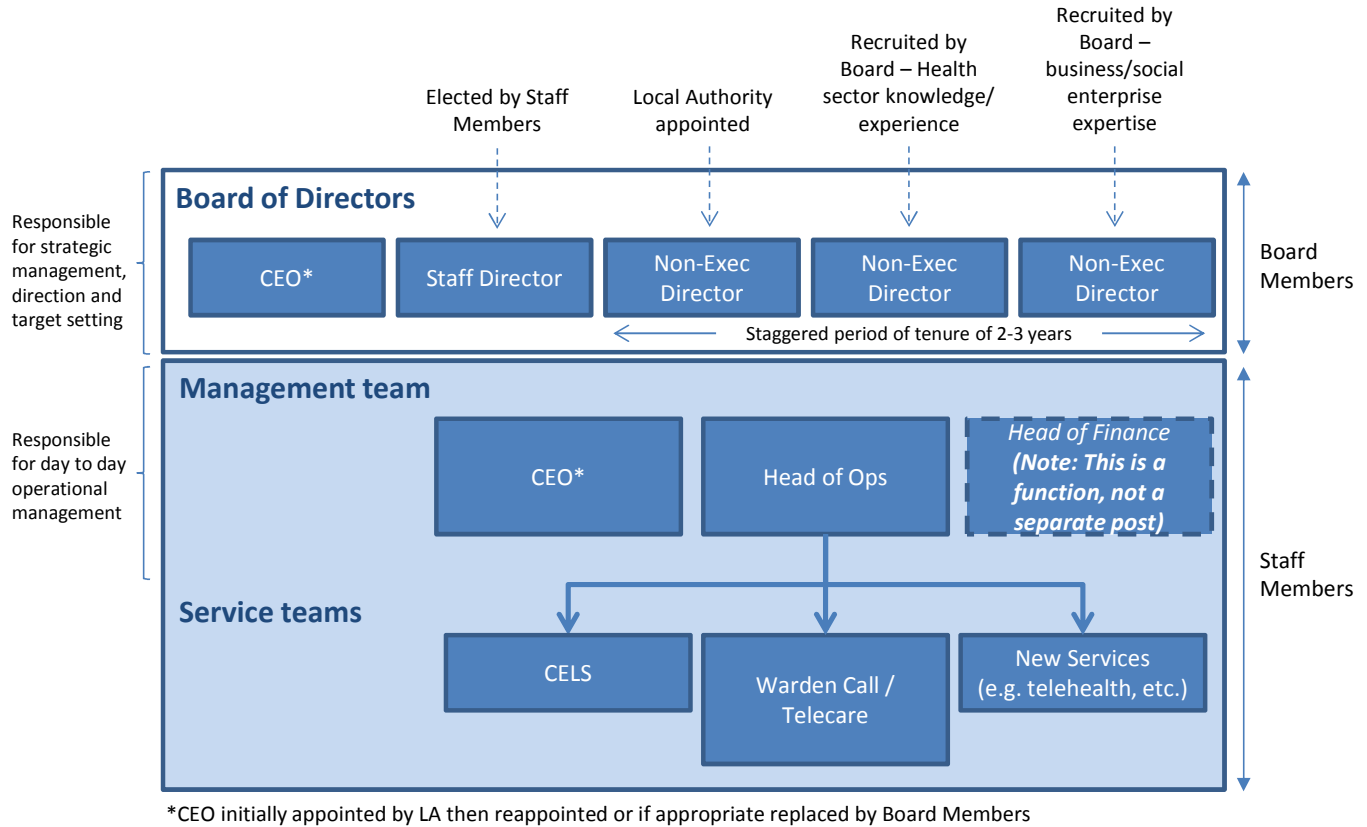 Elected by Staff
Members
Local Authority
appointed
Recruited by
Board – Health
sector knowledge/
experience
Recruited by
Board –
business/social
enterprise
expertise
Responsible
for strategic
management,
direction and
target setting
Board of Directors
CEO*
Staff Director
Non-Exec
Director
Non-Exec
Director
Non-Exec
Director
Staggered period of tenure of 2-3 years
Board
Members
Responsible
for day to day
operational
management
Management team
CEO*
Head of Ops
Head of Finance
(Note: This is a
function, not a
separate post)
Staff
Members
Service teams
CELS
Warden Call /
Telecare
New Services
(e.g. telehealth, etc.)
*CEO initially appointed by LA then reappointed or if appropriate replaced by Board Members